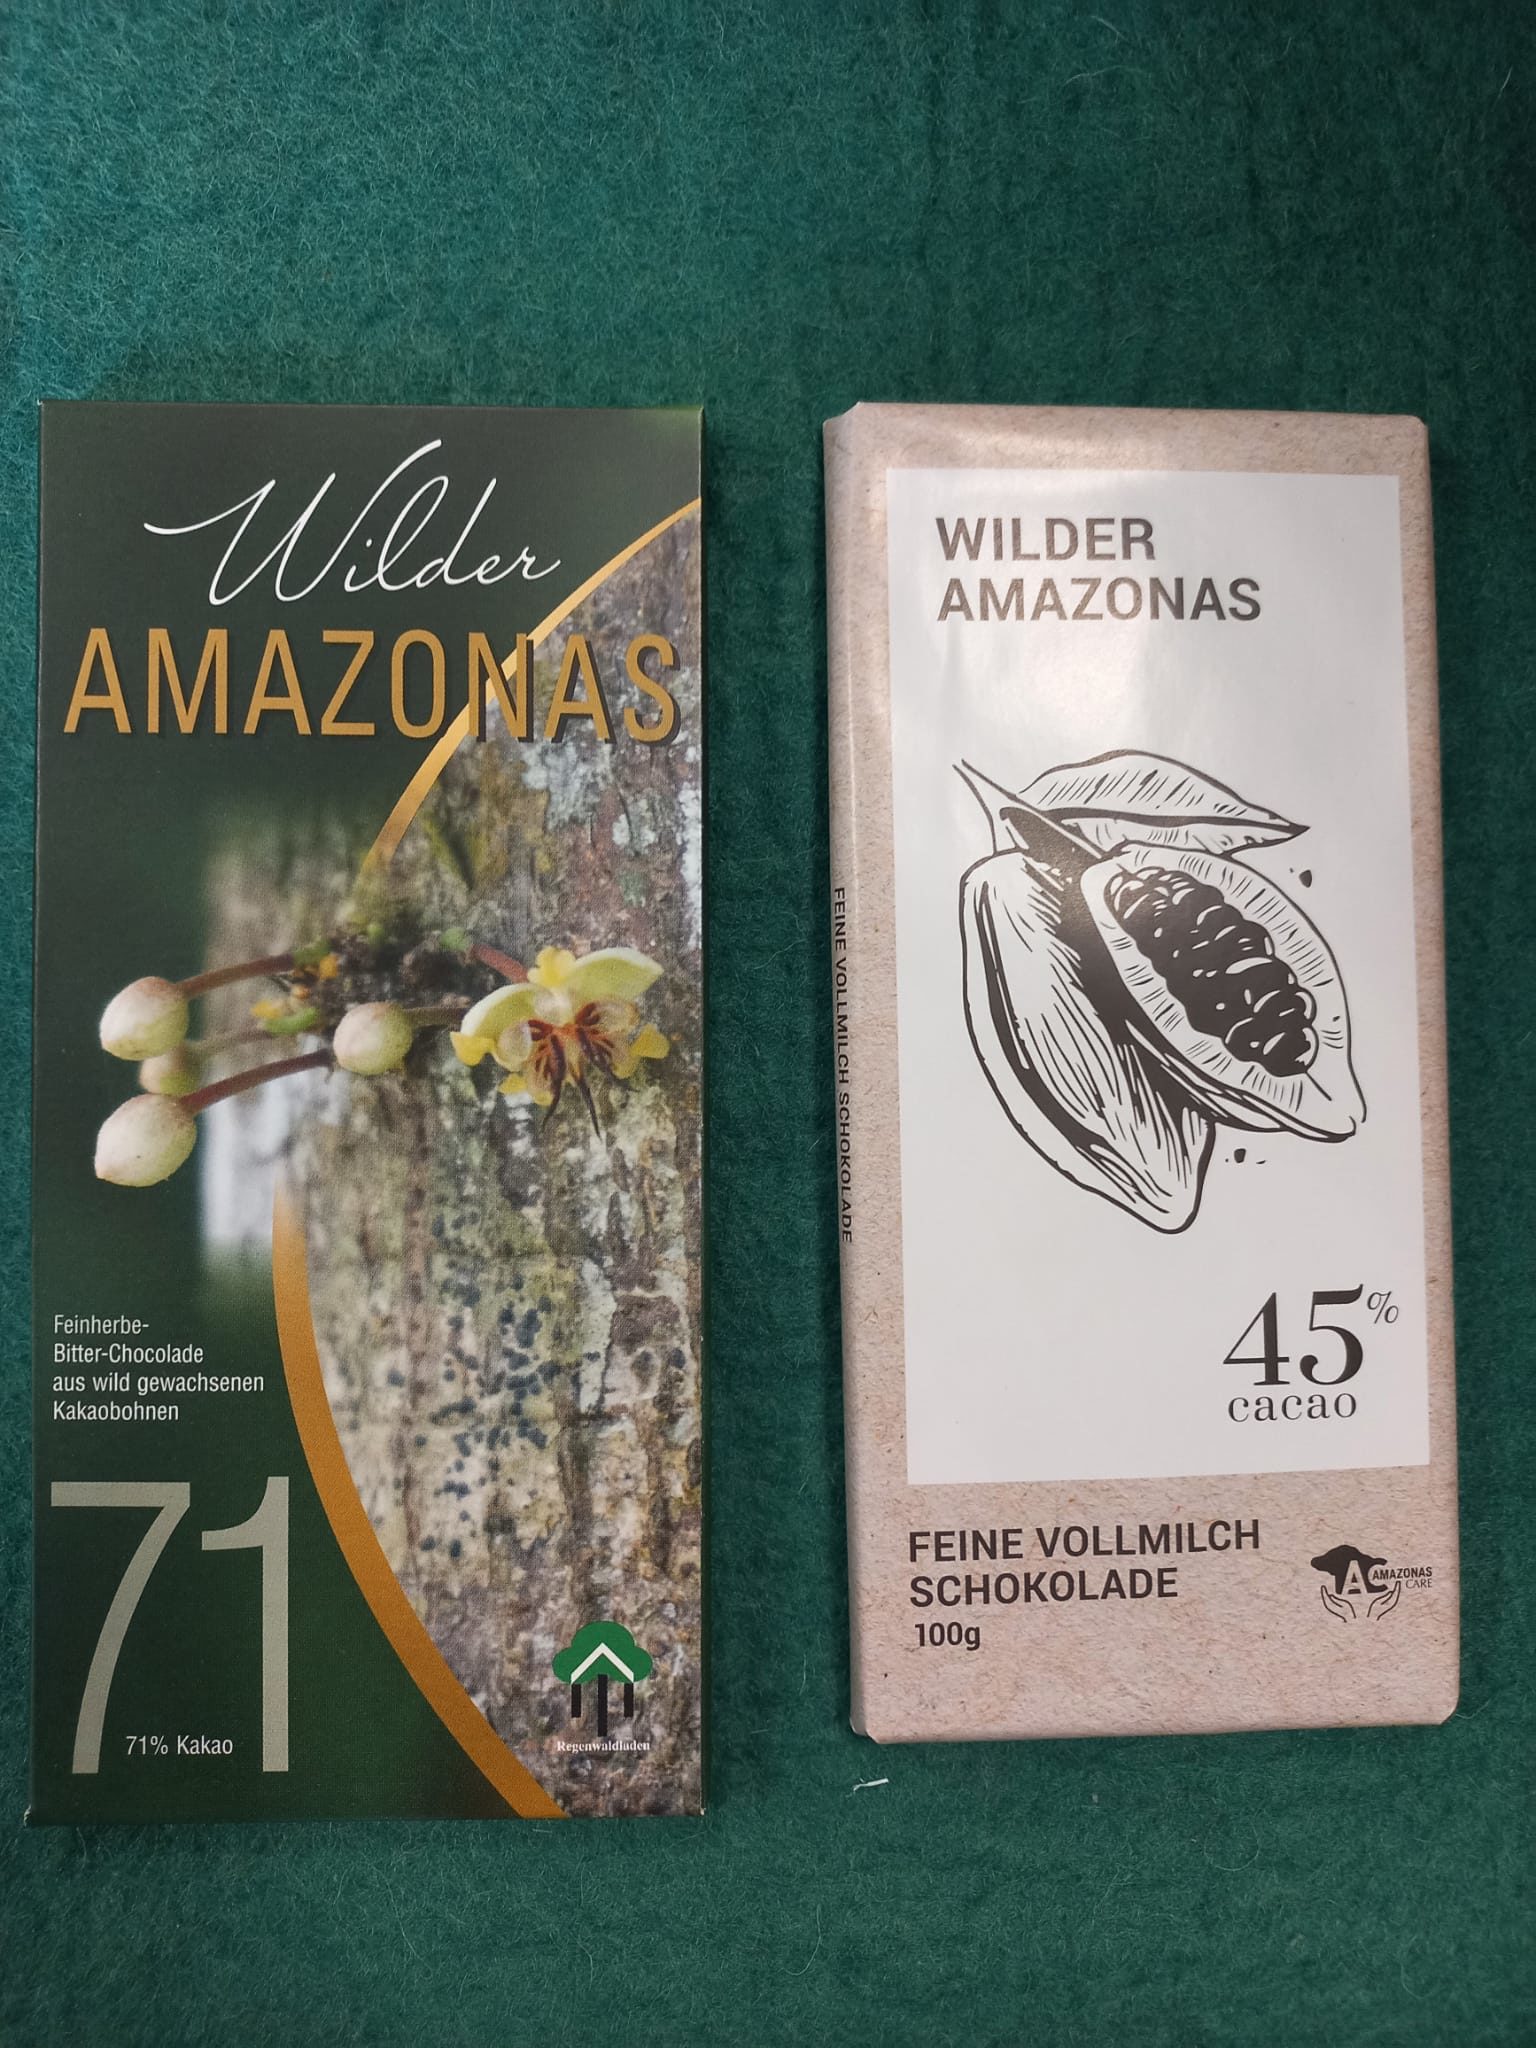 Wilder
AMAZONAS
Feinherbe-
Bitter-Chocolade
aus wild gewachsenen
Kakaobohnen
71
71% Kakao
Regenwaldladen
FEINE VOLLMILCH SCHOKOLADE
WILDER
AMAZONAS
45%
cacao
FEINE VOLLMILCH
SCHOKOLADE
100g
AC AMAZONAS
CARE